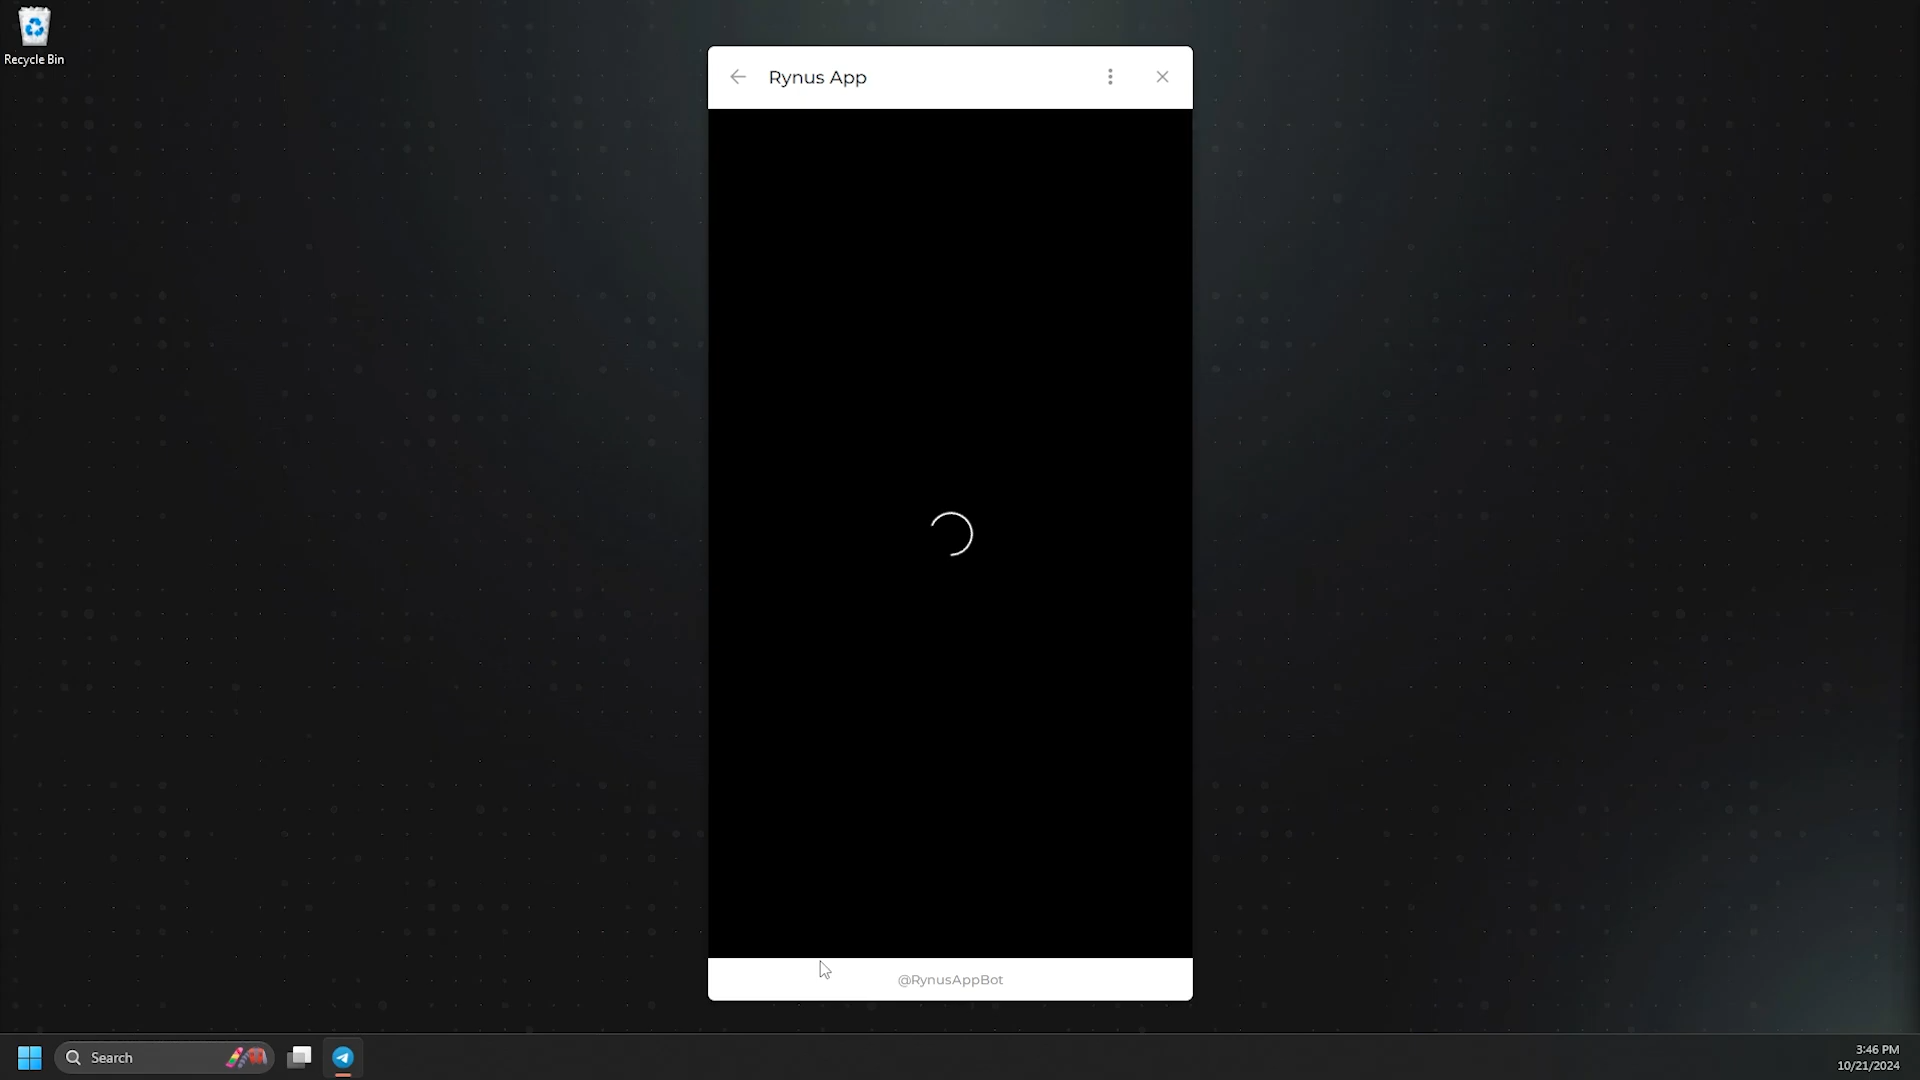 Recycle Bin
Rynus App
@RynusAppBot
Search
3:46 PM
10/21/2024